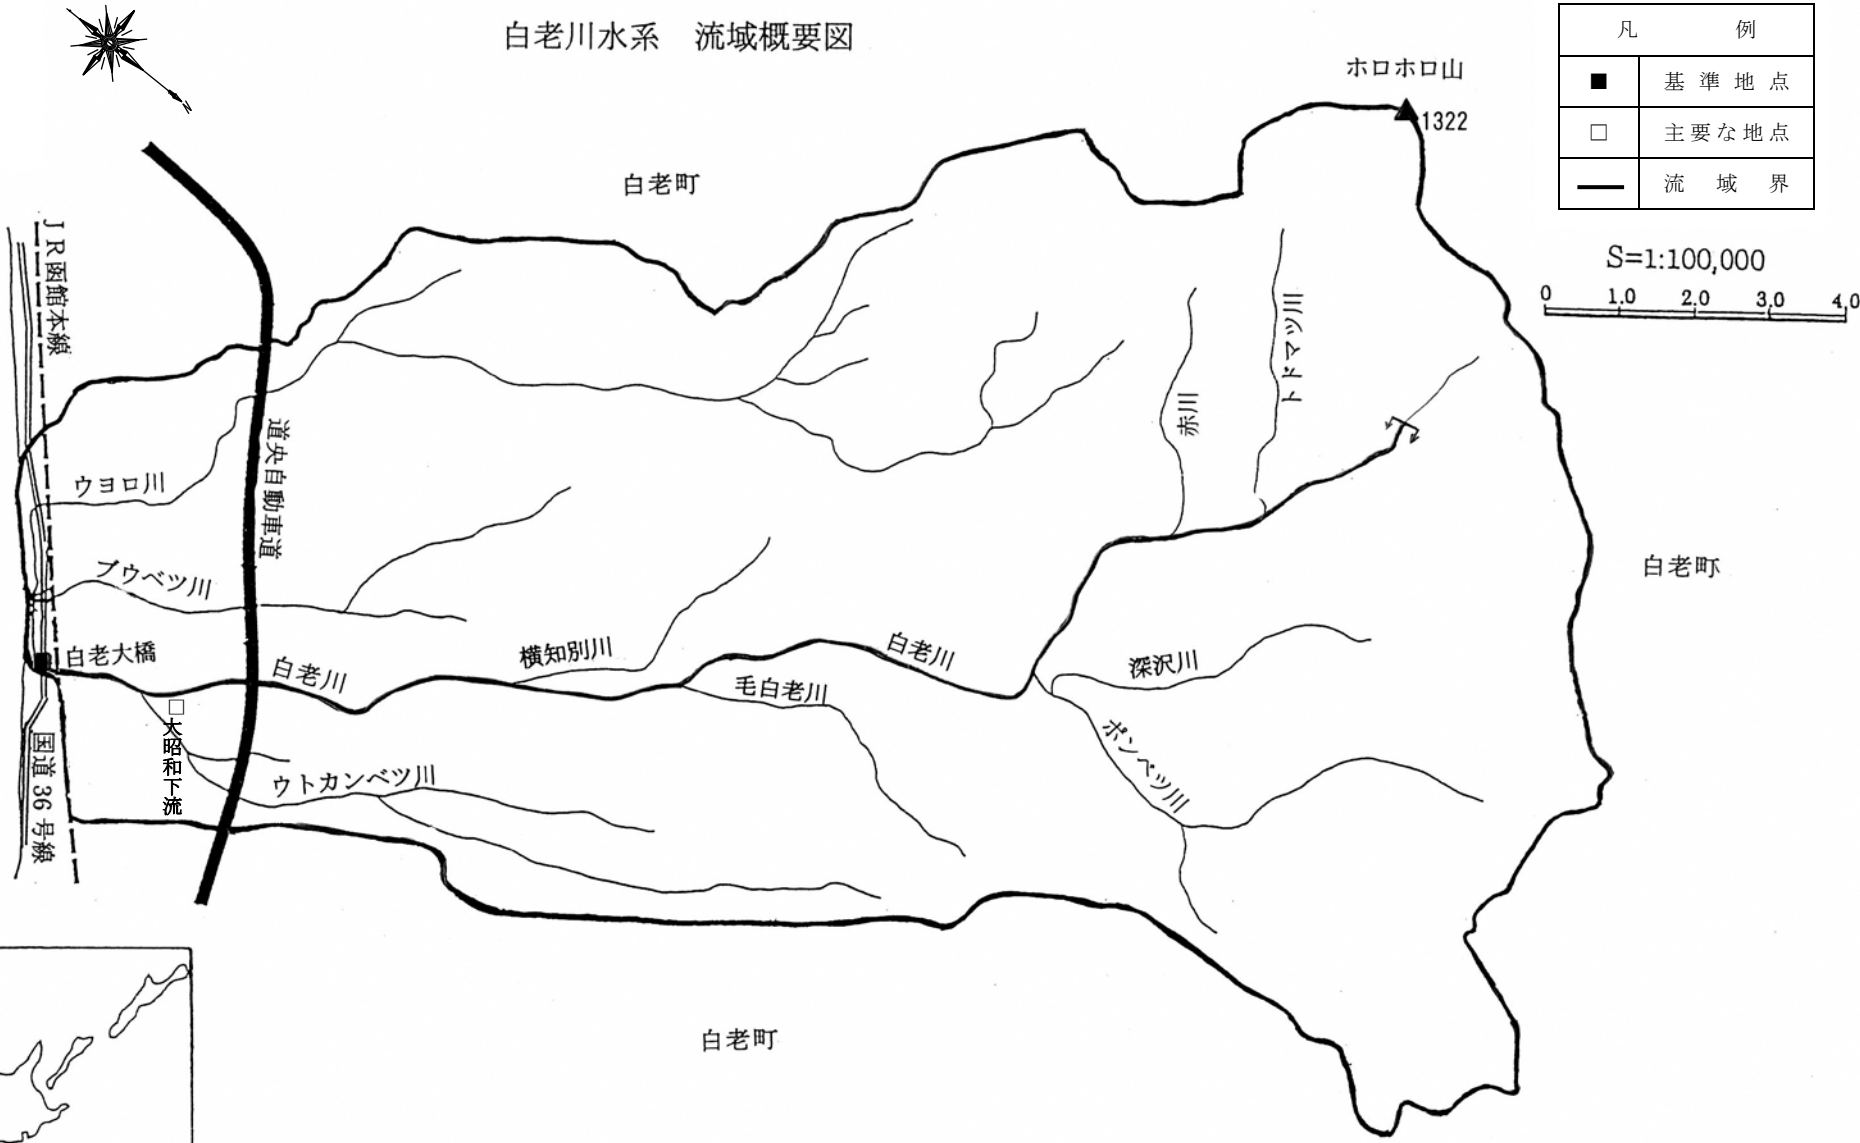 白老川水系 流域概要図
凡 例
■ 基準地点
□ 主要な地点
流域界
S=1:100,000
0 1.0 2.0 3.0 4.0
N
ホロホロ山
1322
白老町
JR函館本線
道央自動車道
トドマツ川
赤川
ウヨロ川
ブウベツ川
白老町
白老大橋
白老川
横知別川
白老川
毛白老川
深沢川
ポンベツ川
大昭和下流
ウトカンベツ川
国道36号線
白老町